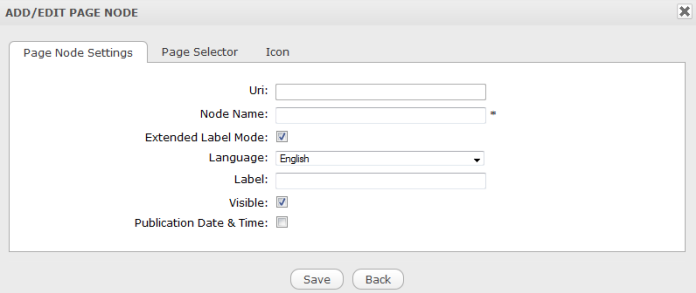 ADD/EDIT PAGE NODE
Page Node Settings Page Selector Icon
Uri:
Node Name: *
Extended Label Mode:
Language: English
Label:
Visible:
Publication Date & Time:
Save Back